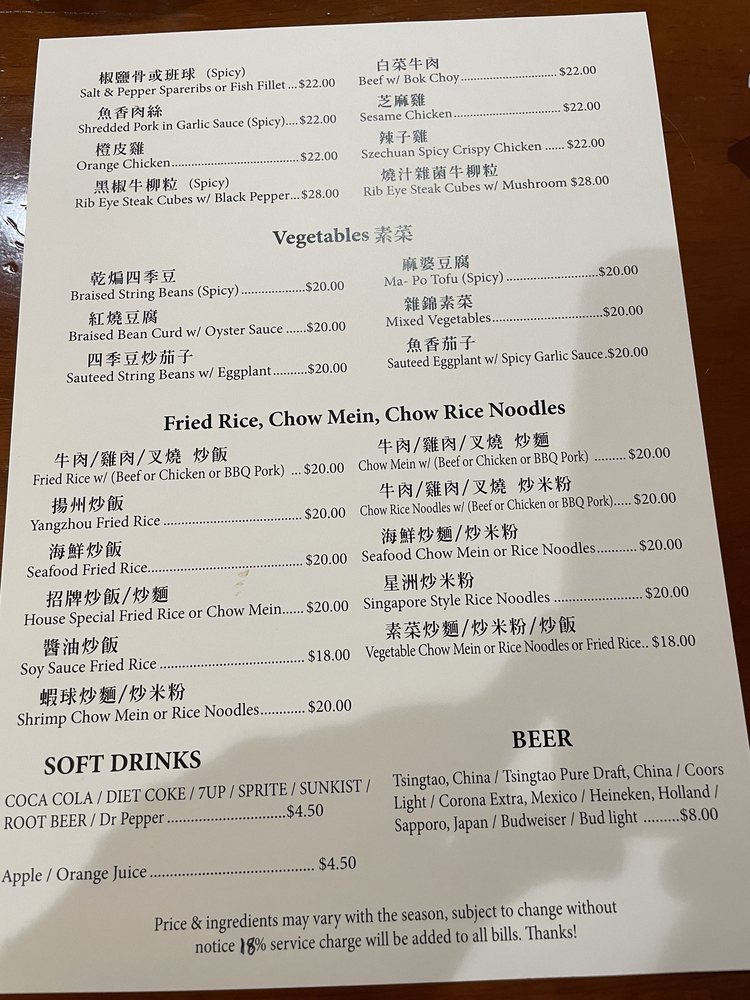 椒鹽骨或班球 (Spicy)
Salt & Pepper Spareribs or Fish Fillet ...$22.00
魚香肉絲
Shredded Pork in Garlic Sauce (Spicy)....$22.00
橙皮雞
Orange Chicken..................................$22.00
黑椒牛柳粒 (Spicy)
Rib Eye Steak Cubes w/ Black Pepper...$28.00
白菜牛肉
Beef w/ Bok Choy............................ $22.00
芝麻雞
Sesame Chicken............................... $22.00
辣子雞
Szechuan Spicy Crispy Chicken ...... $22.00
燒汁雜菌牛柳粒
Rib Eye Steak Cubes w/ Mushroom $28.00
Vegetables 素菜
乾煸四季豆
Braised String Beans (Spicy) ..................$20.00
紅燒豆腐
Braised Bean Curd w/ Oyster Sauce ......$20.00
四季豆炒茄子
Sauteed String Beans w/ Eggplant..........$20.00
麻婆豆腐
Ma- Po Tofu (Spicy) ..........................$20.00
雜錦素菜
Mixed Vegetables................................$20.00
魚香茄子
Sauteed Eggplant w/ Spicy Garlic Sauce.$20.00
Fried Rice, Chow Mein, Chow Rice Noodles
牛肉/雞肉/叉燒 炒飯
Fried Rice w/ (Beef or Chicken or BBQ Pork) ... $20.00
揚州炒飯
Yangzhou Fried Rice .................................... $20.00
海鮮炒飯
Seafood Fried Rice........................................ $20.00
招牌炒飯/炒麵
House Special Fried Rice or Chow Mein...... $20.00
醬油炒飯
Soy Sauce Fried Rice .................................... $18.00
蝦球炒麵/炒米粉
Shrimp Chow Mein or Rice Noodles............ $20.00
牛肉/雞肉/叉燒 炒麵
Chow Mein w/ (Beef or Chicken or BBQ Pork) ......... $20.00
牛肉/雞肉/叉燒 炒米粉
Chow Rice Noodles w/ (Beef or Chicken or BBQ Pork)..... $20.00
海鮮炒麵/炒米粉
Seafood Chow Mein or Rice Noodles........... $20.00
星洲炒米粉
Singapore Style Rice Noodles ........................ $20.00
素菜炒麵/炒米粉/炒飯
Vegetable Chow Mein or Rice Noodles or Fried Rice.. $18.00
SOFT DRINKS
COCA COLA / DIET COKE / 7UP / SPRITE / SUNKIST /
ROOT BEER / Dr Pepper ............................$4.50
Apple / Orange Juice ........................................ $4.50
BEER
Tsingtao, China / Tsingtao Pure Draft, China / Coors
Light / Corona Extra, Mexico / Heineken, Holland /
Sapporo, Japan / Budweiser / Bud light .........$8.00
Price & ingredients may vary with the season, subject to change without
notice 18% service charge will be added to all bills. Thanks!